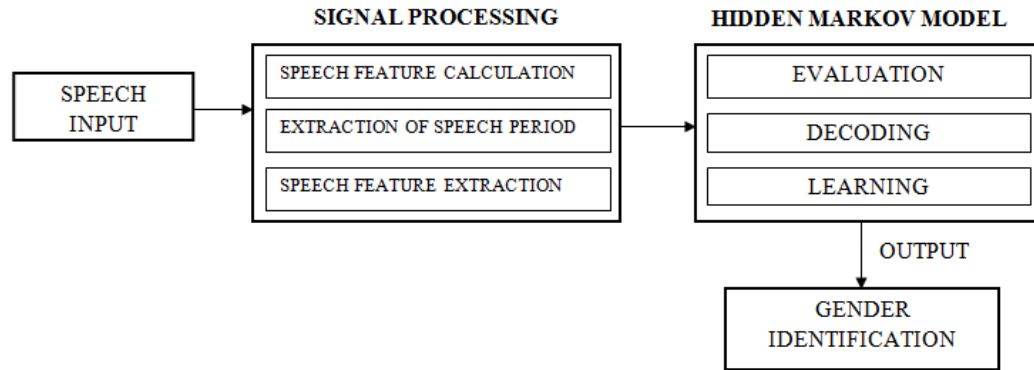 SIGNAL PROCESSING
HIDDEN MARKOV MODEL
SPEECH
INPUT
SPEECH FEATURE CALCULATION
EXTRACTION OF SPEECH PERIOD
SPEECH FEATURE EXTRACTION
EVALUATION
DECODING
LEARNING
OUTPUT
GENDER
IDENTIFICATION